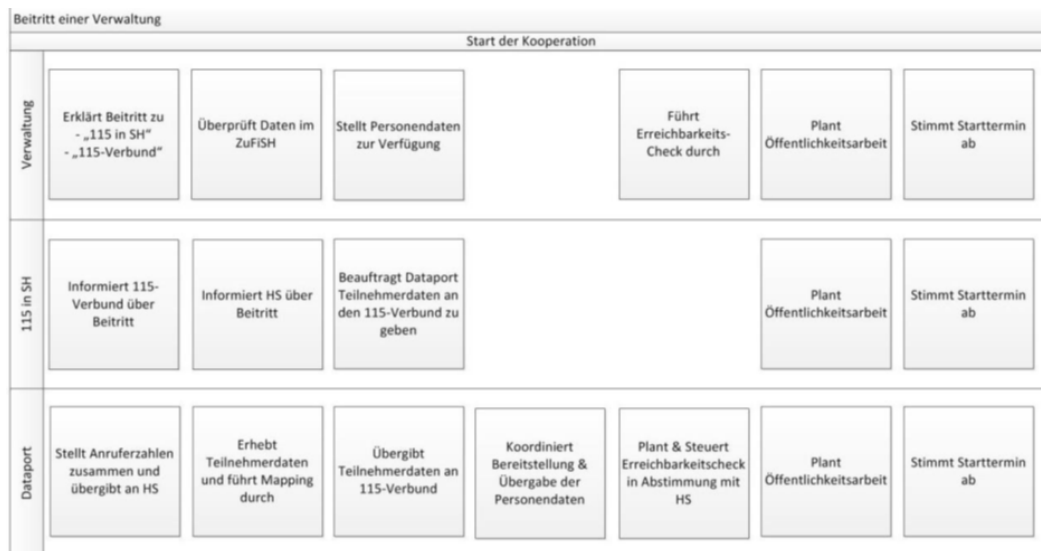 Beitritt einer Verwaltung
Start der Kooperation
Verwaltung
Erklärt Beitritt zu
- „115 in SH"
- „115-Verbund"
Überprüft Daten im
ZuFiSH
Stellt Personendaten
zur Verfügung
Führt
Erreichbarkeits-
Check durch
Plant
Öffentlichkeitsarbeit
Stimmt Starttermin
ab
115 in SH
Informiert 115-
Verbund über
Beitritt
Informiert HS über
Beitritt
Beauftragt Dataport
Teilnehmerdaten an
den 115-Verbund zu
geben
Plant
Öffentlichkeitsarbeit
Stimmt Starttermin
ab
Dataport
Stellt Anruferzahlen
zusammen und
übergibt an HS
Erhebt
Teilnehmerdaten
und führt Mapping
durch
Übergibt
Teilnehmerdaten an
115-Verbund
Koordiniert
Bereitstellung &
Übergabe der
Personendaten
Plant & Steuert
Erreichbarkeitscheck
in Abstimmung mit
HS
Plant
Öffentlichkeitsarbeit
Stimmt Starttermin
ab